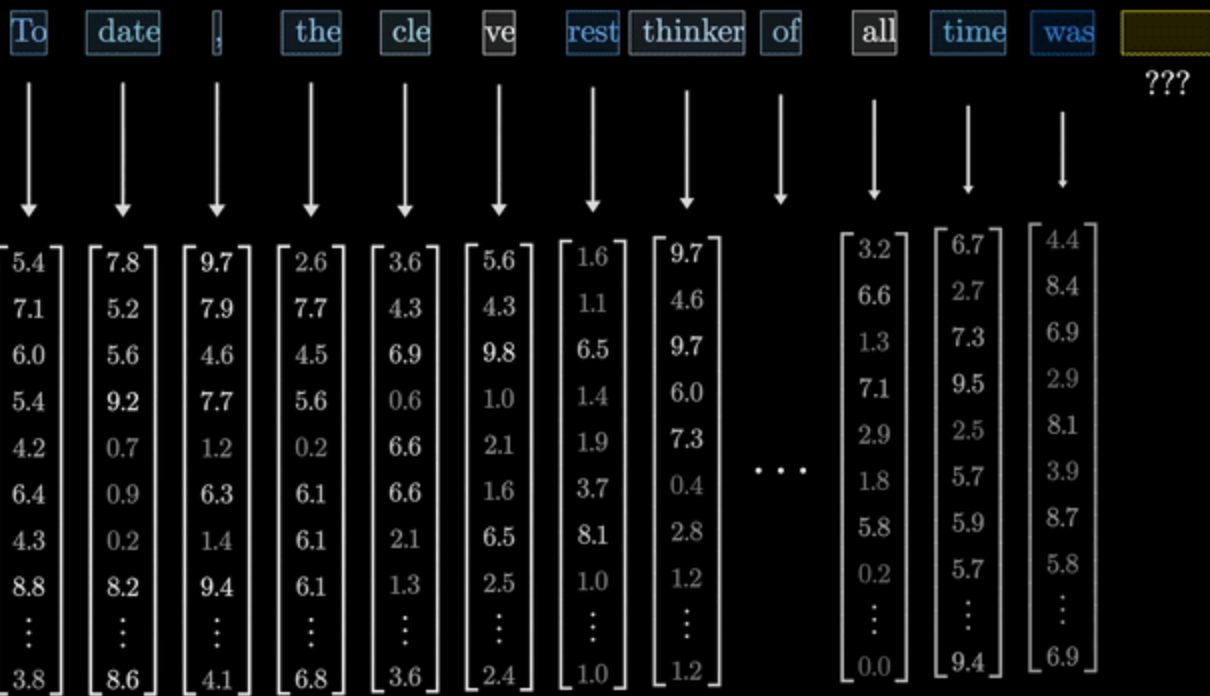 To date , the cle ve rest thinker of all time was
???
5.4 7.8 9.7 2.6 3.6 5.6 1.6 9.7 3.2 6.7 4.4
7.1 5.2 7.9 7.7 4.3 4.3 1.1 4.6 6.6 2.7 8.4
6.0 5.6 4.6 4.5 6.9 9.8 6.5 9.7 1.3 7.3 6.9
5.4 9.2 7.7 5.6 0.6 1.0 1.4 6.0 7.1 9.5 2.9
4.2 0.7 1.2 0.2 6.6 2.1 1.9 7.3 ... 2.9 2.5 8.1
6.4 0.9 6.3 6.1 6.6 1.6 3.7 0.4 1.8 5.7 3.9
4.3 0.2 1.4 6.1 2.1 6.5 8.1 2.8 5.8 5.9 8.7
8.8 8.2 9.4 6.1 1.3 2.5 1.0 1.2 0.2 5.7 5.8
⋮ ⋮ ⋮ ⋮ ⋮ ⋮ ⋮ ⋮ ⋮ ⋮ ⋮
3.8 8.6 4.1 6.8 3.6 2.4 1.0 1.2 0.0 9.4 6.9